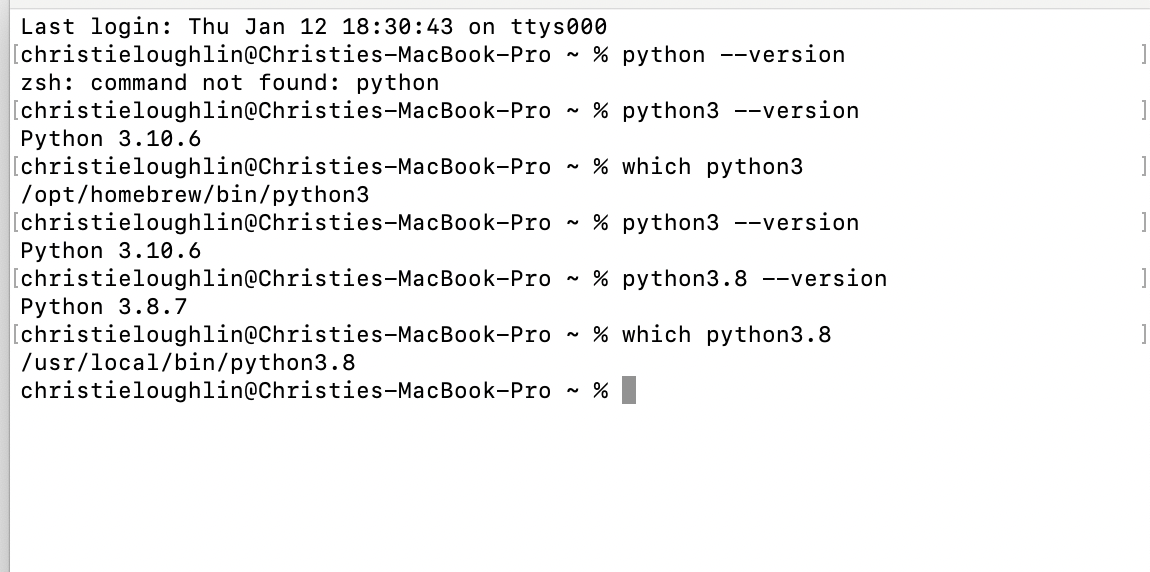 Last login: Thu Jan 12 18:30:43 on ttys000
[christieloughlin@Christies-MacBook-Pro ~ % python --version ]
zsh: command not found: python
[christieloughlin@Christies-MacBook-Pro ~ % python3 --version ]
Python 3.10.6
[christieloughlin@Christies-MacBook-Pro ~ % which python3 ]
/opt/homebrew/bin/python3
[christieloughlin@Christies-MacBook-Pro ~ % python3 --version ]
Python 3.10.6
[christieloughlin@Christies-MacBook-Pro ~ % python3.8 --version ]
Python 3.8.7
[christieloughlin@Christies-MacBook-Pro ~ % which python3.8 ]
/usr/local/bin/python3.8
christieloughlin@Christies-MacBook-Pro ~ %